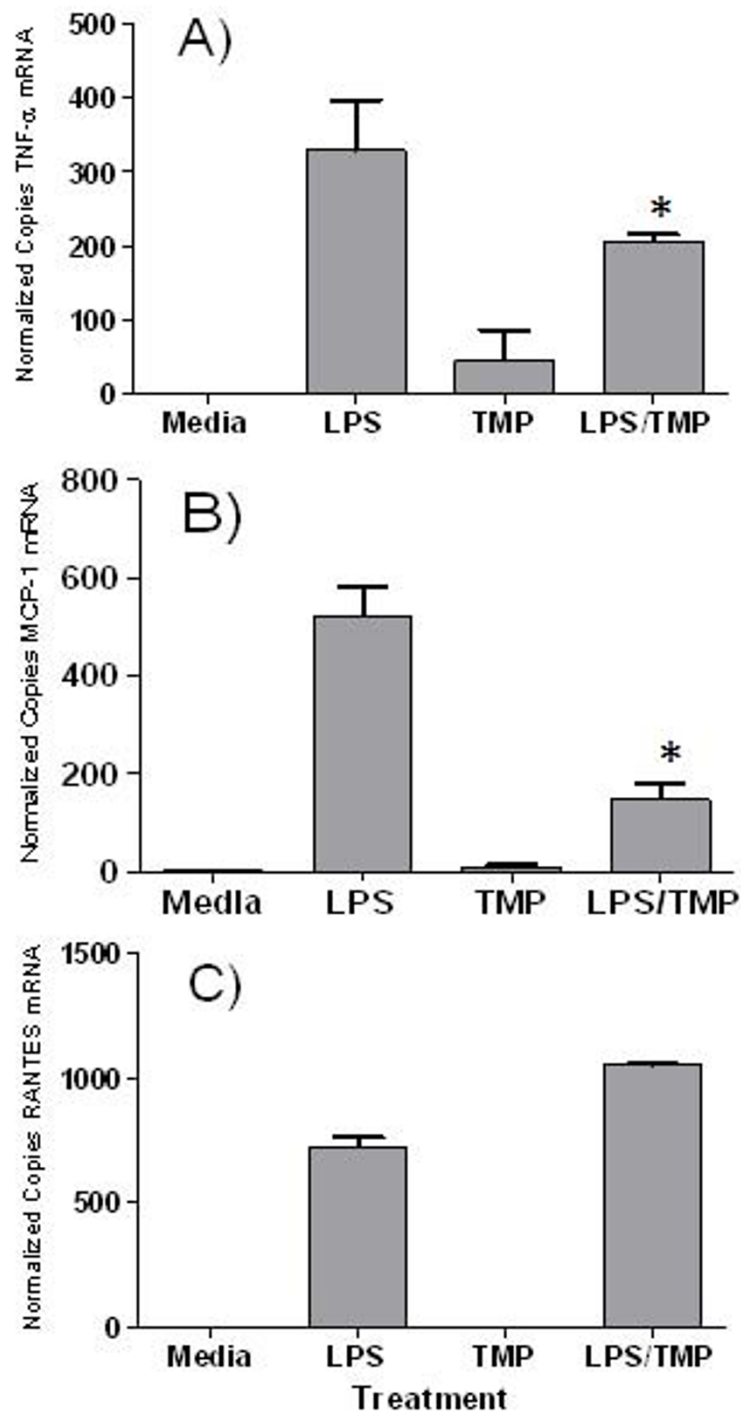 A)
Normalized Copies TNF-α mRNA
500
400
300
200
100
0
*
Media LPS TMP LPS/TMP
B)
Normalized Copies MCP-1 mRNA
800
600
400
200
0
*
Media LPS TMP LPS/TMP
C)
Normalized Copies RANTES mRNA
1500
1000
500
0
Media LPS TMP LPS/TMP
Treatment